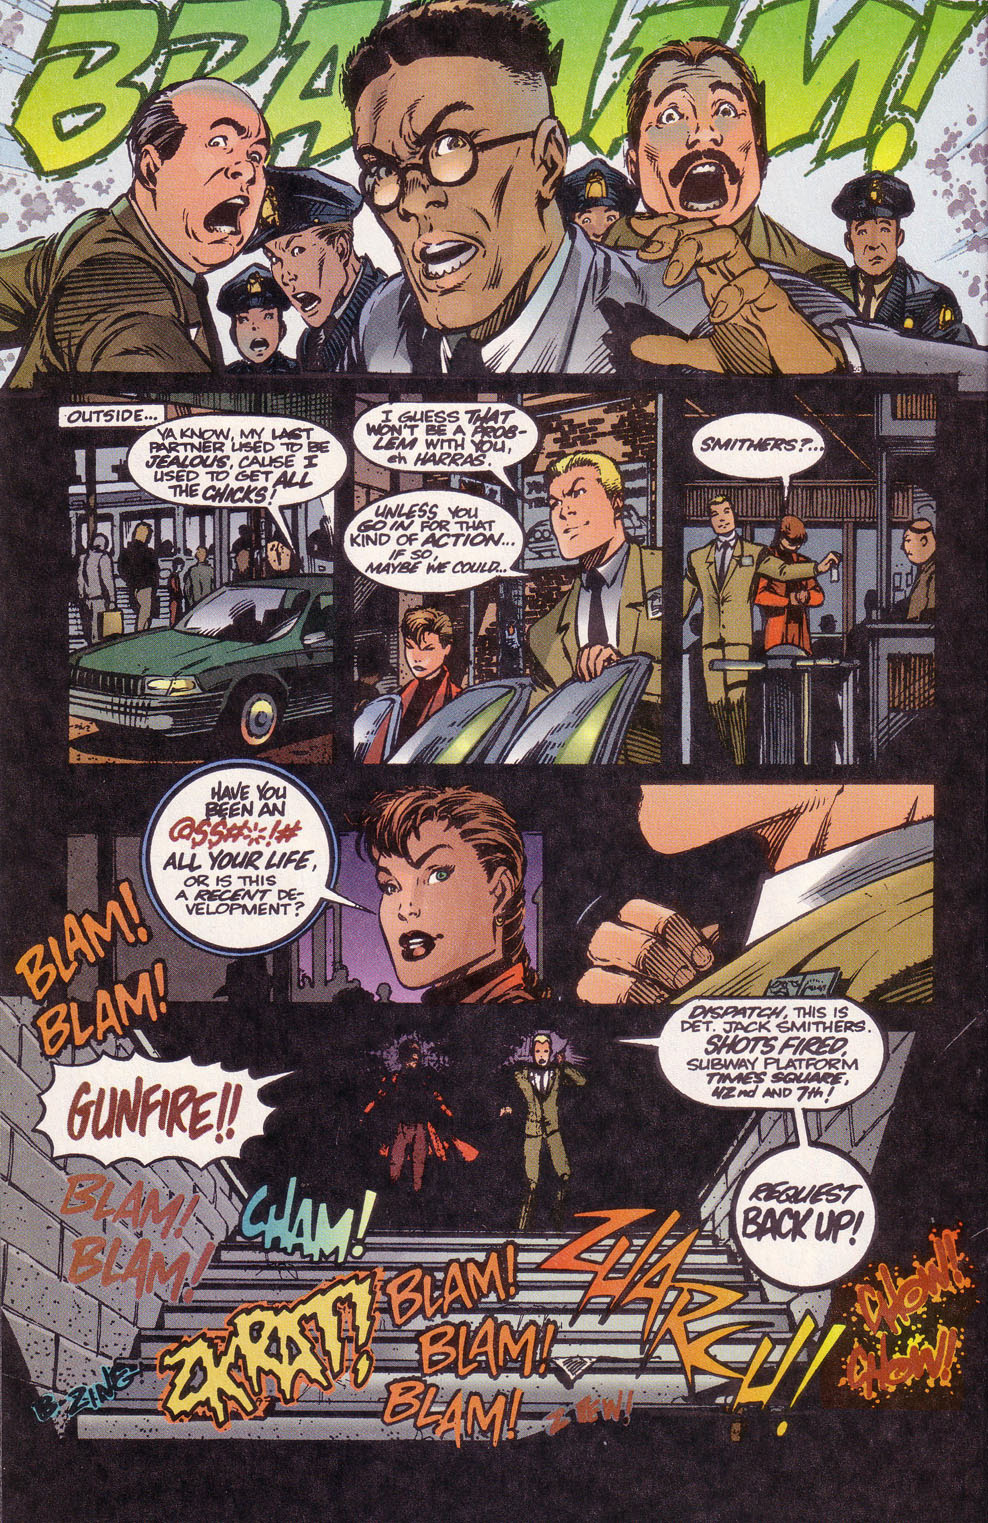 OUTSIDE...
YA KNOW, MY LAST
PARTNER USED TO BE
JEALOUS, CAUSE I
USED TO GET ALL
THE CHICKS!
I GUESS THAT
WON'T BE A PROB-
LEM WITH YOU,
eh HARRAS.
UNLESS YOU
GO IN FOR THAT
KIND OF ACTION...
IF SO,
MAYBE WE COULD...
SMITHERS?...
HAVE YOU
BEEN AN
@$$#※!#
ALL YOUR LIFE,
OR IS THIS
A RECENT DE-
VELOPMENT?
BLAM!
BLAM!
GUNFIRE!!
DISPATCH, THIS IS
DET. JACK SMITHERS.
SHOTS FIRED,
SUBWAY PLATFORM
TIMES SQUARE,
42nd AND 7th!
REQUEST
BACK UP!
BLAM!
BLAM!
CHAM!
ZKRATT!
BLAM!
BLAM!
BLAM!
CHOW!!
CHOW!!
B-ZING!